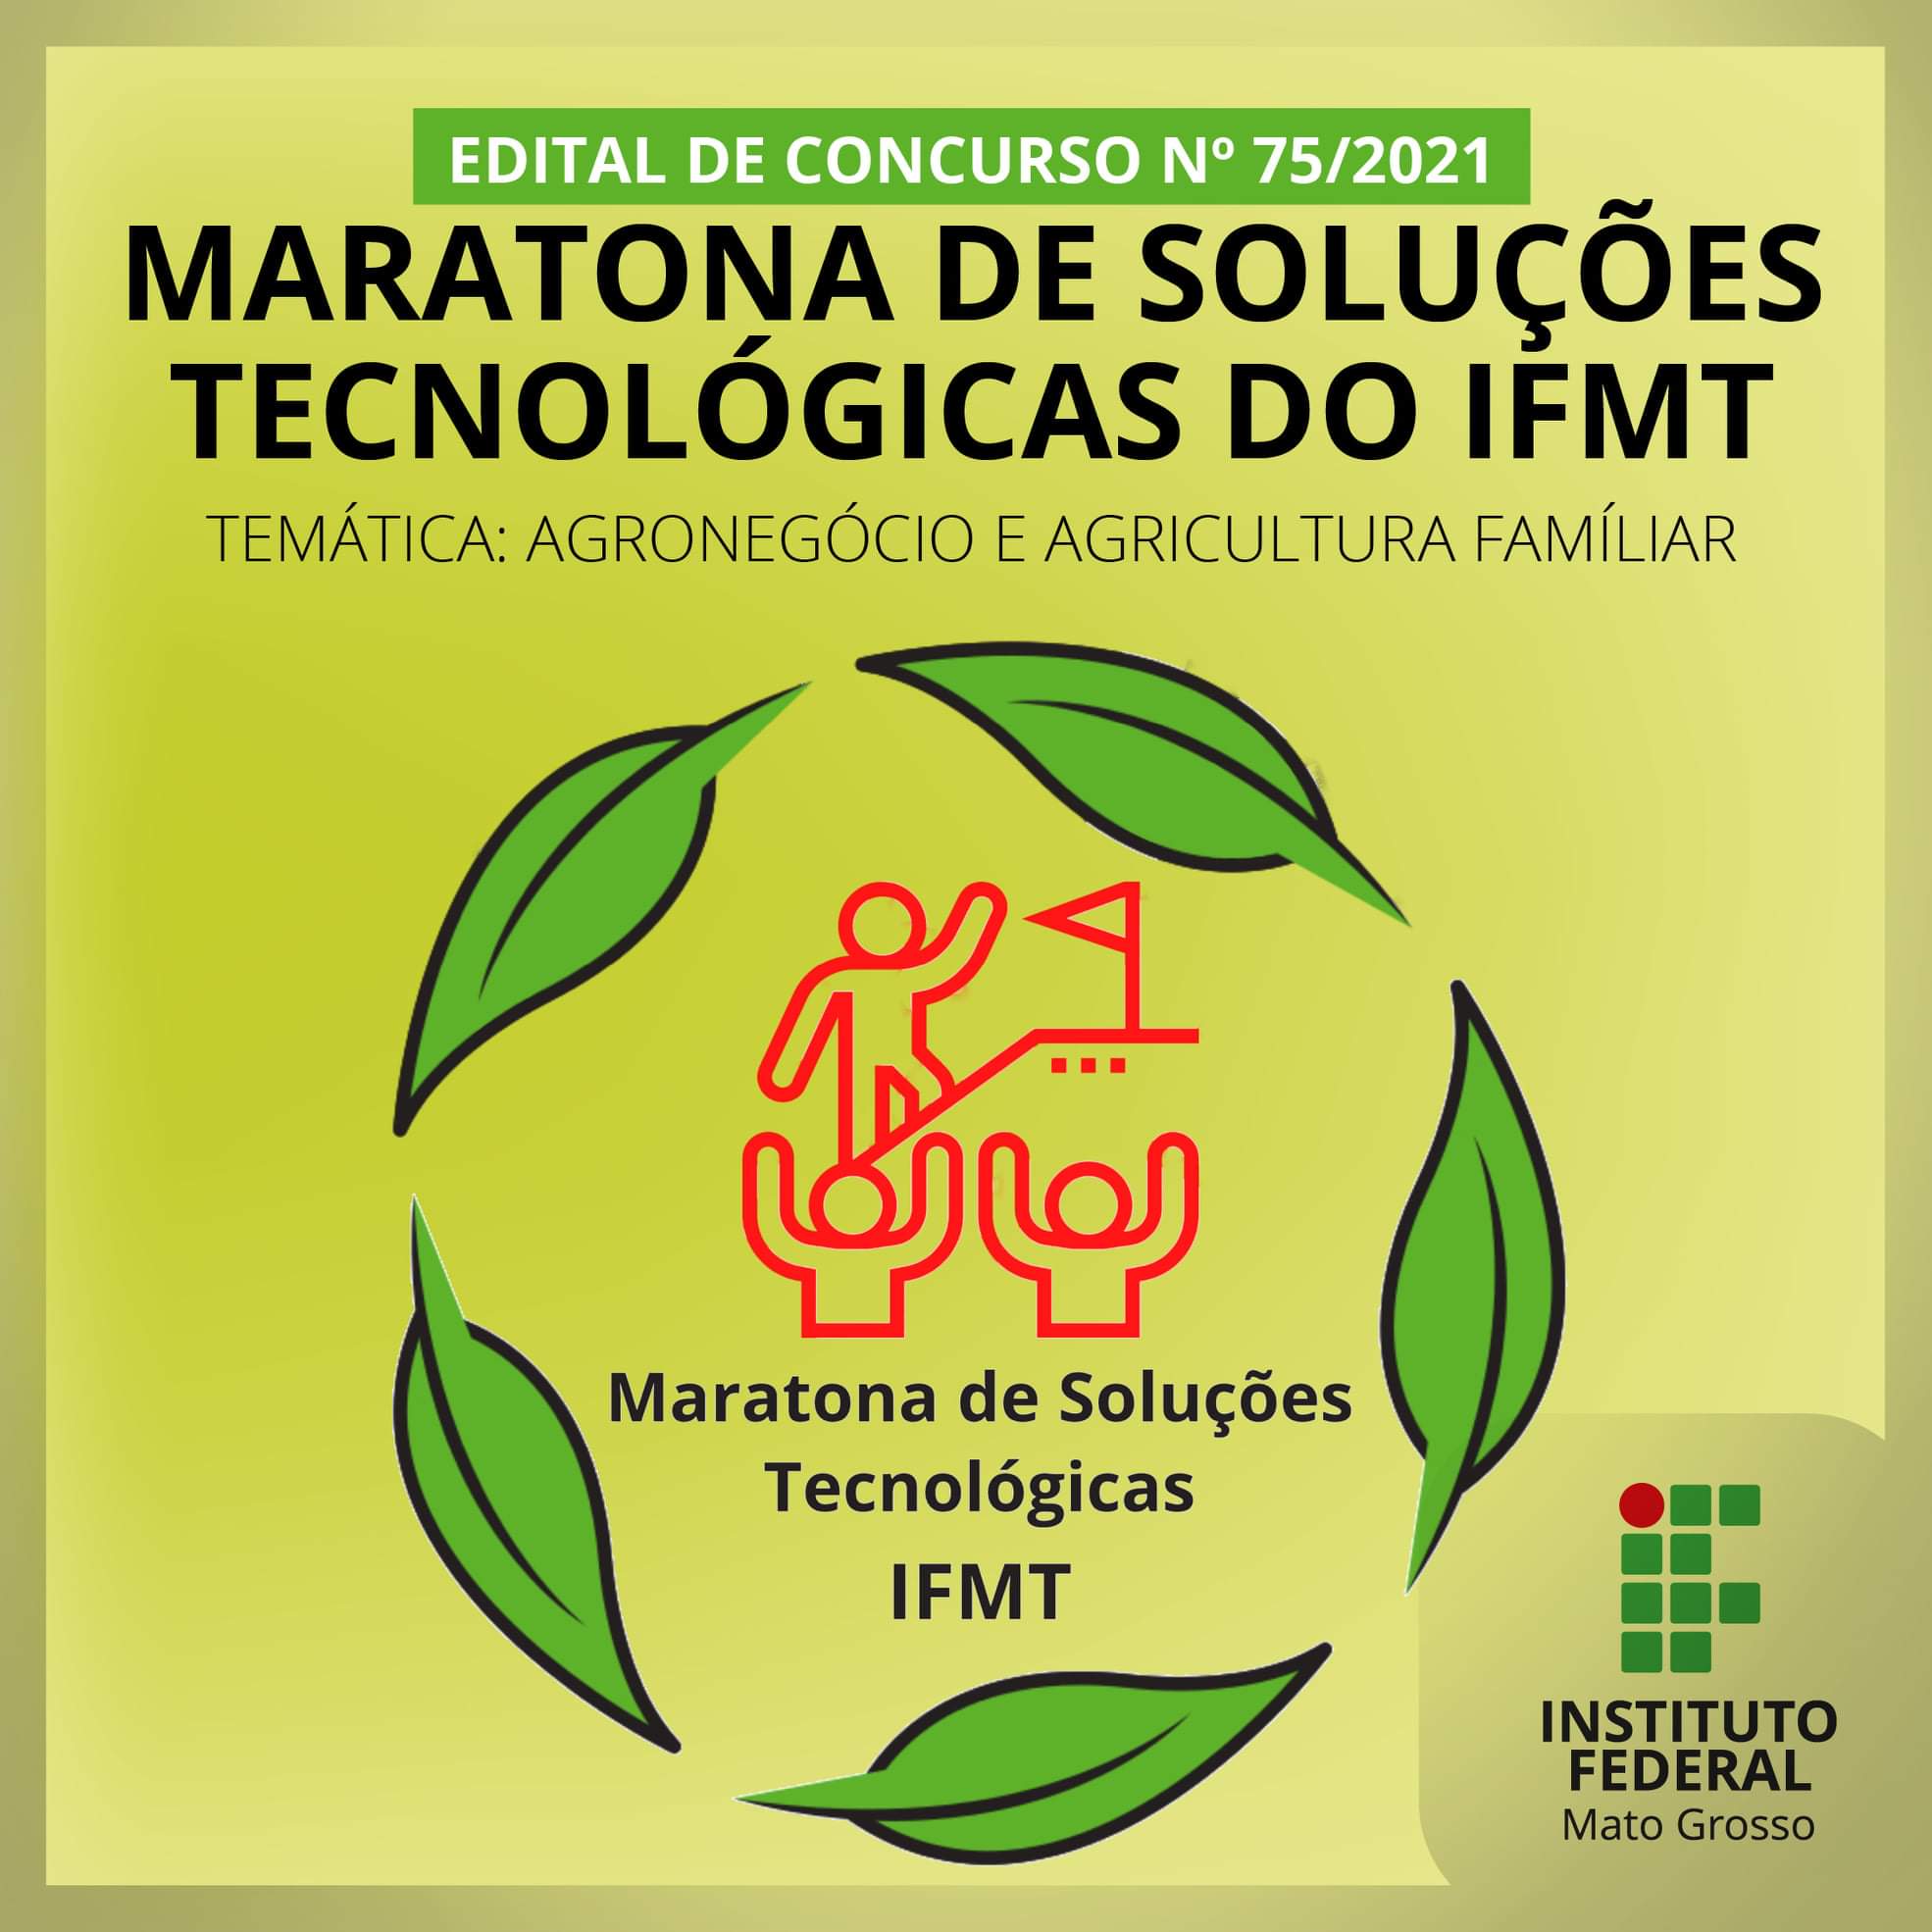 EDITAL DE CONCURSO Nº 75/2021
MARATONA DE SOLUÇÕES
TECNOLÓGICAS DO IFMT
TEMÁTICA: AGRONEGÓCIO E AGRICULTURA FAMÍLIAR
Maratona de Soluções
Tecnológicas
IFMT
INSTITUTO
FEDERAL
Mato Grosso